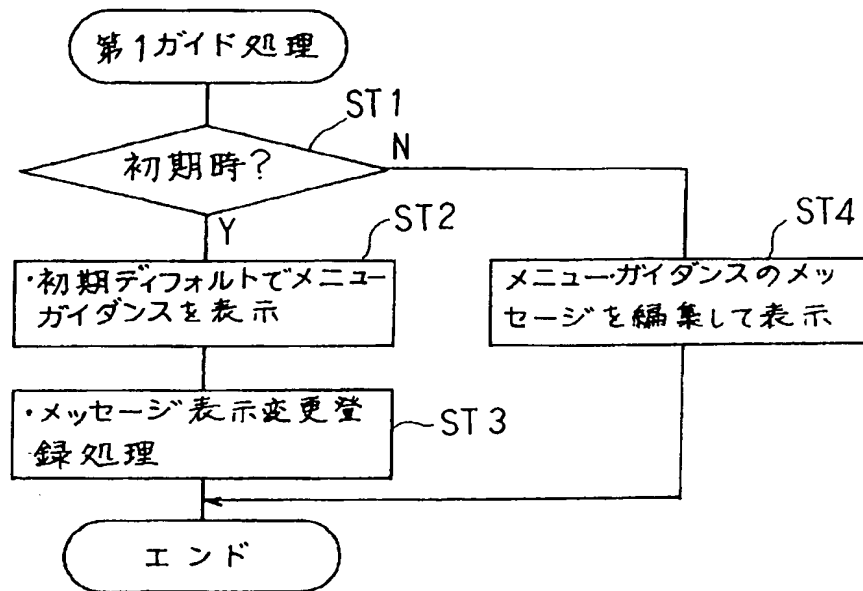 第1ガイド処理
ST1
初期時?
N
Y
ST2
・初期ディフォルトでメニュー
ガイダンスを表示
ST4
メニュー・ガイダンスのメッ
セージを編集して表示
・メッセージ表示変更登
録処理
ST3
エンド